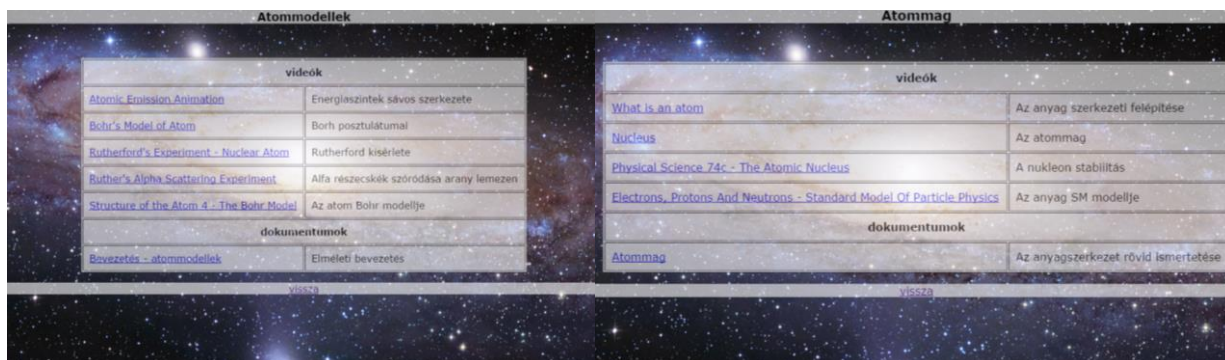 Atommodellek
videók
Atomic Emission Animation Energiaszintek sávos szerkezete
Bohr's Model of Atom Borh posztulátumai
Rutherford's Experiment - Nuclear Atom Rutherford kisérlete
Ruther's Alpha Scattering Experiment Alfa részecskék szóródása arany lemezen
Structure of the Atom 4 - The Bohr Model Az atom Bohr modellje
dokumentumok
Bevezetés - atommodellek Elméleti bevezetés
vissza
Atommag
videók
What is an atom Az anyag szerkezeti felépítése
Nucleus Az atommag
Physical Science 74c - The Atomic Nucleus A nukleon stabilitás
Electrons, Protons And Neutrons - Standard Model Of Particle Physics Az anyag SM modellje
dokumentumok
Atommag Az anyagszerkezet rövid ismertetése
vissza